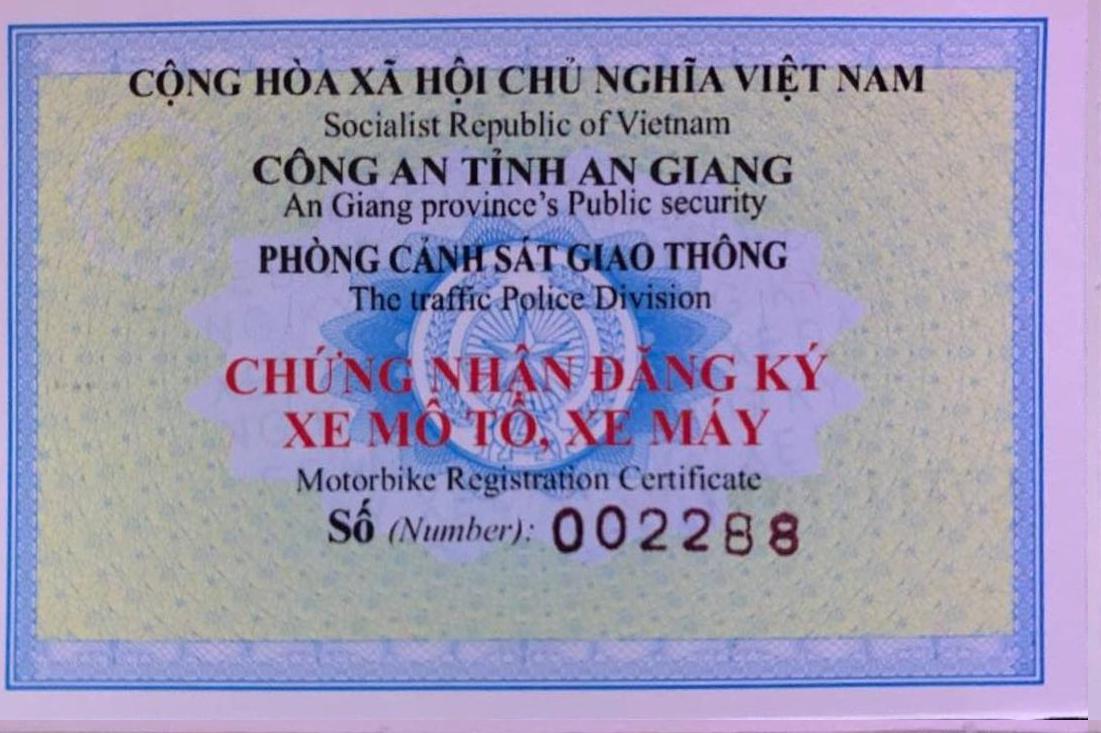 CỘNG HÒA XÃ HỘI CHỦ NGHĨA VIỆT NAM
Socialist Republic of Vietnam
CÔNG AN TỈNH AN GIANG
An Giang province's Public security
PHÒNG CẢNH SÁT GIAO THÔNG
The traffic Police Division
CHỨNG NHẬN ĐĂNG KÝ
XE MÔ TÔ, XE MÁY
Motorbike Registration Certificate
Số (Number): 002288